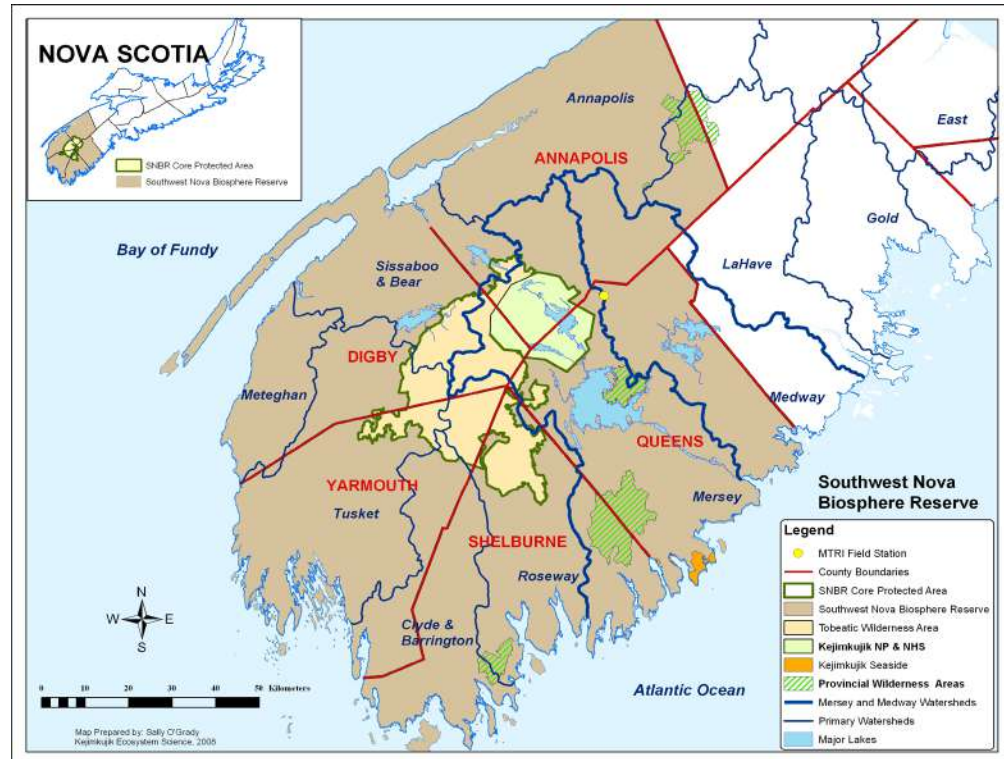 NOVA SCOTIA
SNBR Core Protected Area
Southwest Nova Biosphere Reserve
Annapolis
ANNAPOLIS
East
Gold
LaHave
Bay of Fundy
Sissaboo
& Bear
DIGBY
Meteghan
Medway
QUEENS
YARMOUTH
Tusket
Mersey
SHELBURNE
Roseway
Clyde &
Barrington
Atlantic Ocean
N
W
E
S
0 10 20 30 40 50 Kilometers
Map Prepared by: Sally O'Grady
Kejimkujik Ecosystem Science, 2008
Southwest Nova
Biosphere Reserve
Legend
MTRI Field Station
County Boundaries
SNBR Core Protected Area
Southwest Nova Biosphere Reserve
Tobeatic Wilderness Area
Kejimkujik NP & NHS
Kejimkujik Seaside
Provincial Wilderness Areas
Mersey and Medway Watersheds
Primary Watersheds
Major Lakes